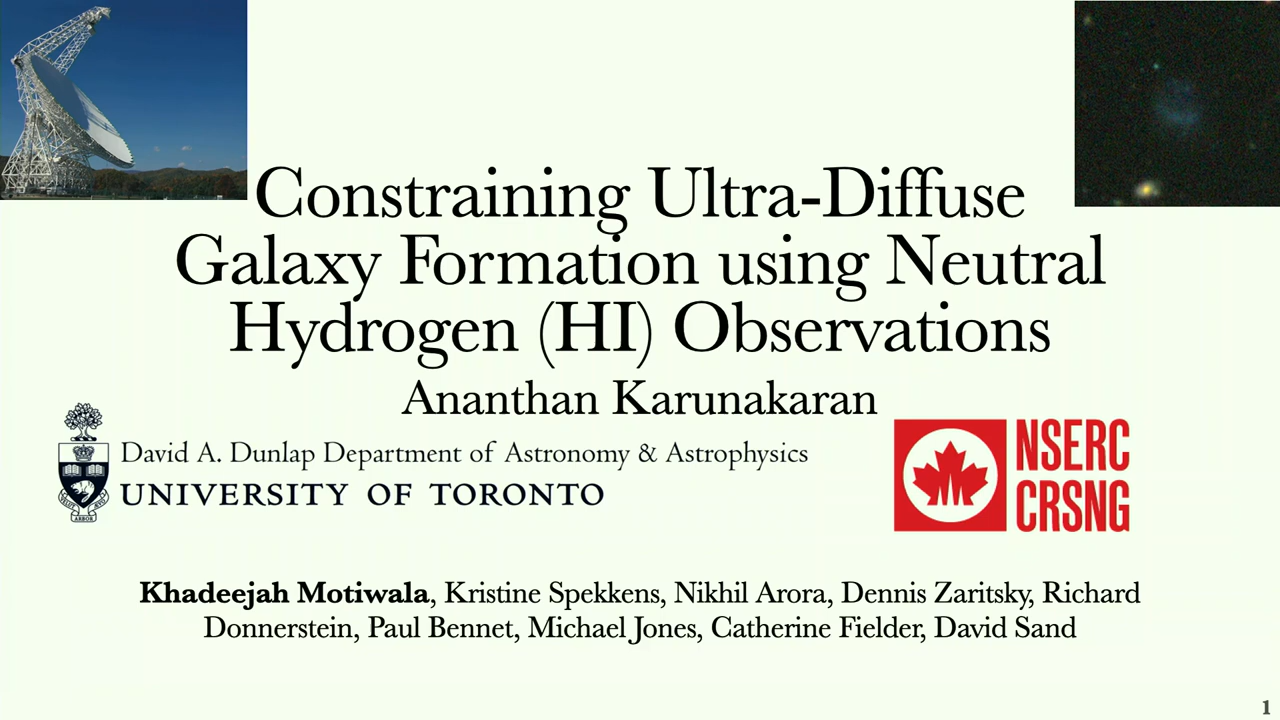 Constraining Ultra-Diffuse
Galaxy Formation using Neutral
Hydrogen (HI) Observations
Ananthan Karunakaran
David A. Dunlap Department of Astronomy & Astrophysics
UNIVERSITY OF TORONTO
NSERC
CRSNG
Khadeejah Motiwala, Kristine Spekkens, Nikhil Arora, Dennis Zaritsky, Richard
Donnerstein, Paul Bennet, Michael Jones, Catherine Fielder, David Sand
1